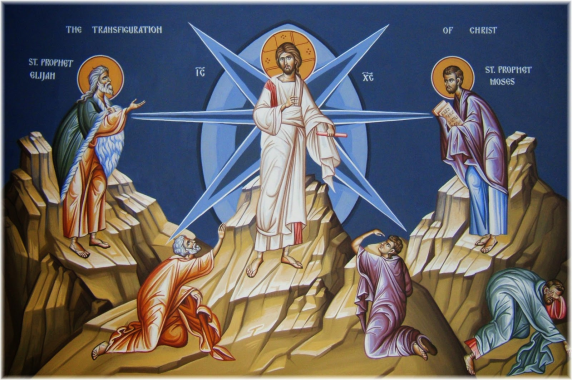 THE TRANSFIGURATION OF CHRIST
ST. PROPHET
ELIJAH
IC XC
ST. PROPHET
MOSES